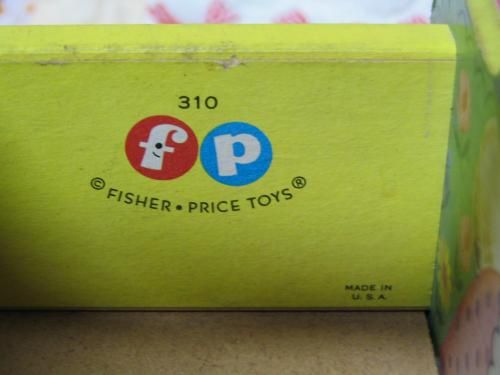 310
fp
© FISHER • PRICE TOYS ®
MADE IN
U. S. A.